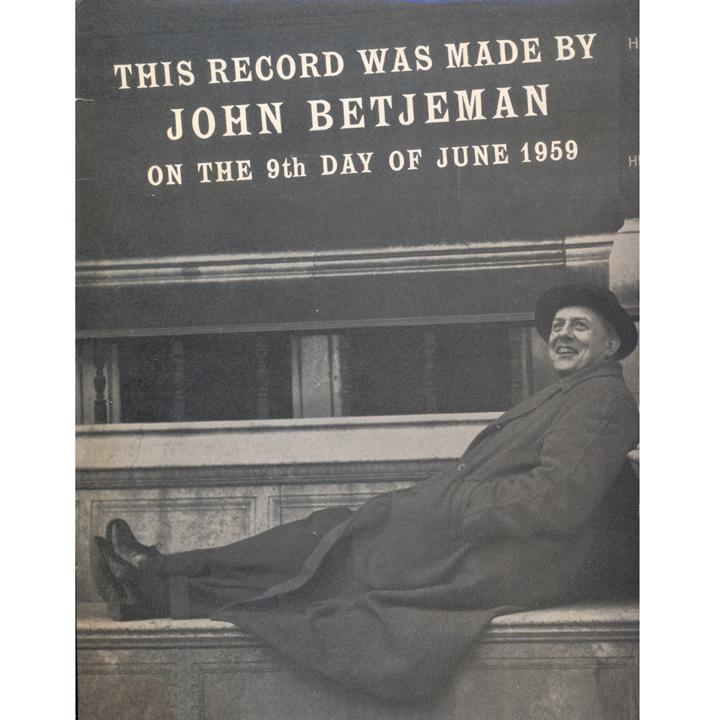 THIS RECORD WAS MADE BY
JOHN BETJEMAN
ON THE 9th DAY OF JUNE 1959